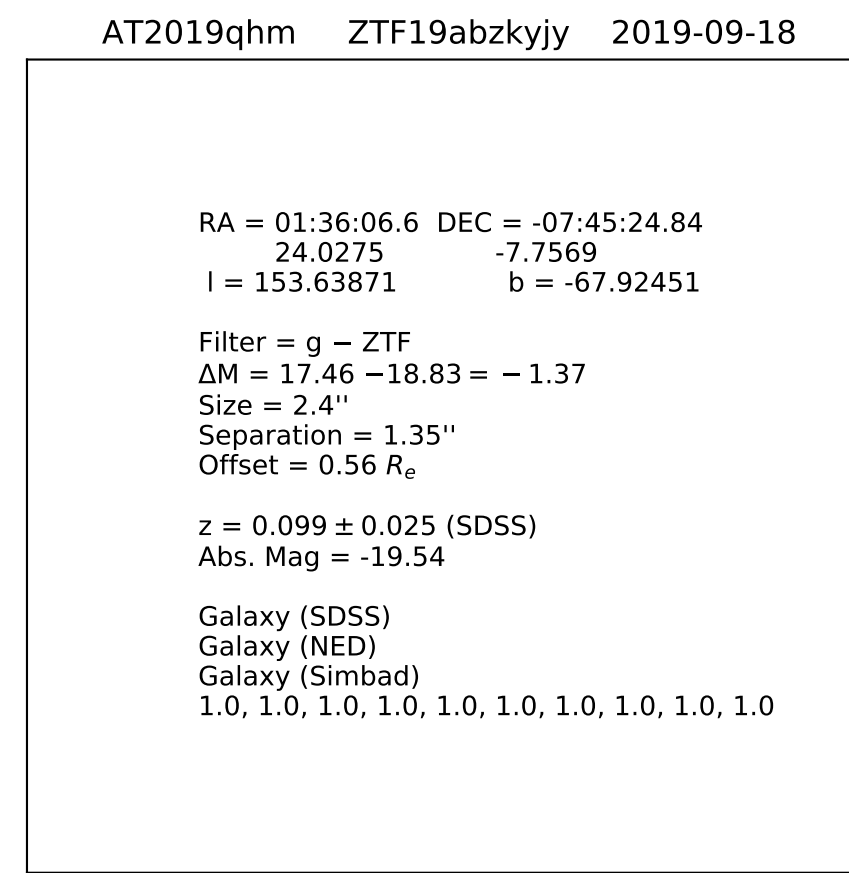 AT2019qhm ZTF19abzkyjy 2019-09-18
RA = 01:36:06.6 DEC = -07:45:24.84
24.0275 -7.7569
l = 153.63871 b = -67.92451
Filter = g − ZTF
ΔM = 17.46 −18.83 = − 1.37
Size = 2.4''
Separation = 1.35''
Offset = 0.56 Re
z = 0.099 ± 0.025 (SDSS)
Abs. Mag = -19.54
Galaxy (SDSS)
Galaxy (NED)
Galaxy (Simbad)
1.0, 1.0, 1.0, 1.0, 1.0, 1.0, 1.0, 1.0, 1.0, 1.0